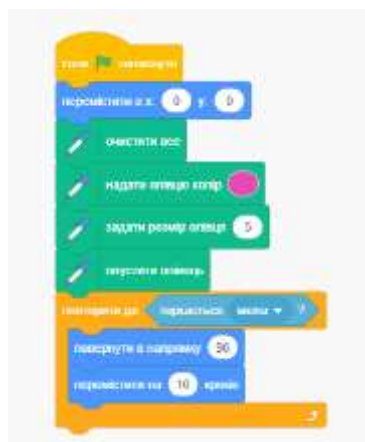 коли натиснуто
перемістити в x: 0 y: 0
очистити все
надати олівцю колір
задати розмір олівця 5
опустити олівець
повторити до торкається межа ?
повернути в напрямку 90
перемістити на 10 кроків